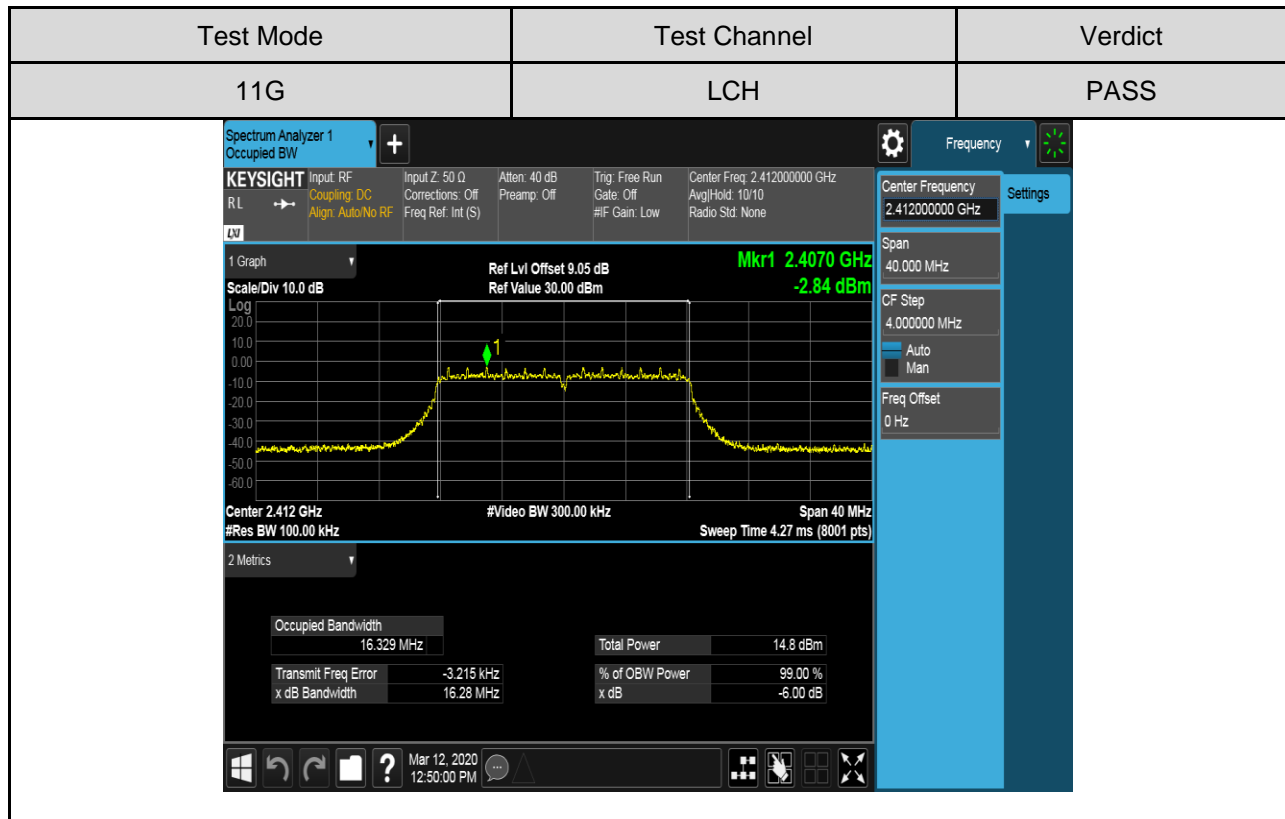 Test Mode Test Channel Verdict
11G LCH PASS
Spectrum Analyzer 1
Occupied BW
+
Frequency
KEYSIGHT Input: RF Input Z: 50 Ω Atten: 40 dB Trig: Free Run Center Freq: 2.412000000 GHz
RL Coupling: DC Corrections: Off Preamp: Off Gate: Off Avg|Hold: 10/10
Align: Auto/No RF Freq Ref: Int (S) #IF Gain: Low Radio Std: None
LXI
Center Frequency
2.412000000 GHz
Settings
Span
40.000 MHz
CF Step
4.000000 MHz
Auto
Man
Freq Offset
0 Hz
1 Graph Ref Lvl Offset 9.05 dB Mkr1 2.4070 GHz
Scale/Div 10.0 dB Ref Value 30.00 dBm -2.84 dBm
Log
20.0
10.0
1
0.00
-10.0
-20.0
-30.0
-40.0
-50.0
-60.0
Center 2.412 GHz #Video BW 300.00 kHz Span 40 MHz
#Res BW 100.00 kHz Sweep Time 4.27 ms (8001 pts)
2 Metrics
Occupied Bandwidth
16.329 MHz Total Power 14.8 dBm
Transmit Freq Error -3.215 kHz % of OBW Power 99.00 %
x dB Bandwidth 16.28 MHz x dB -6.00 dB
? Mar 12, 2020
12:50:00 PM